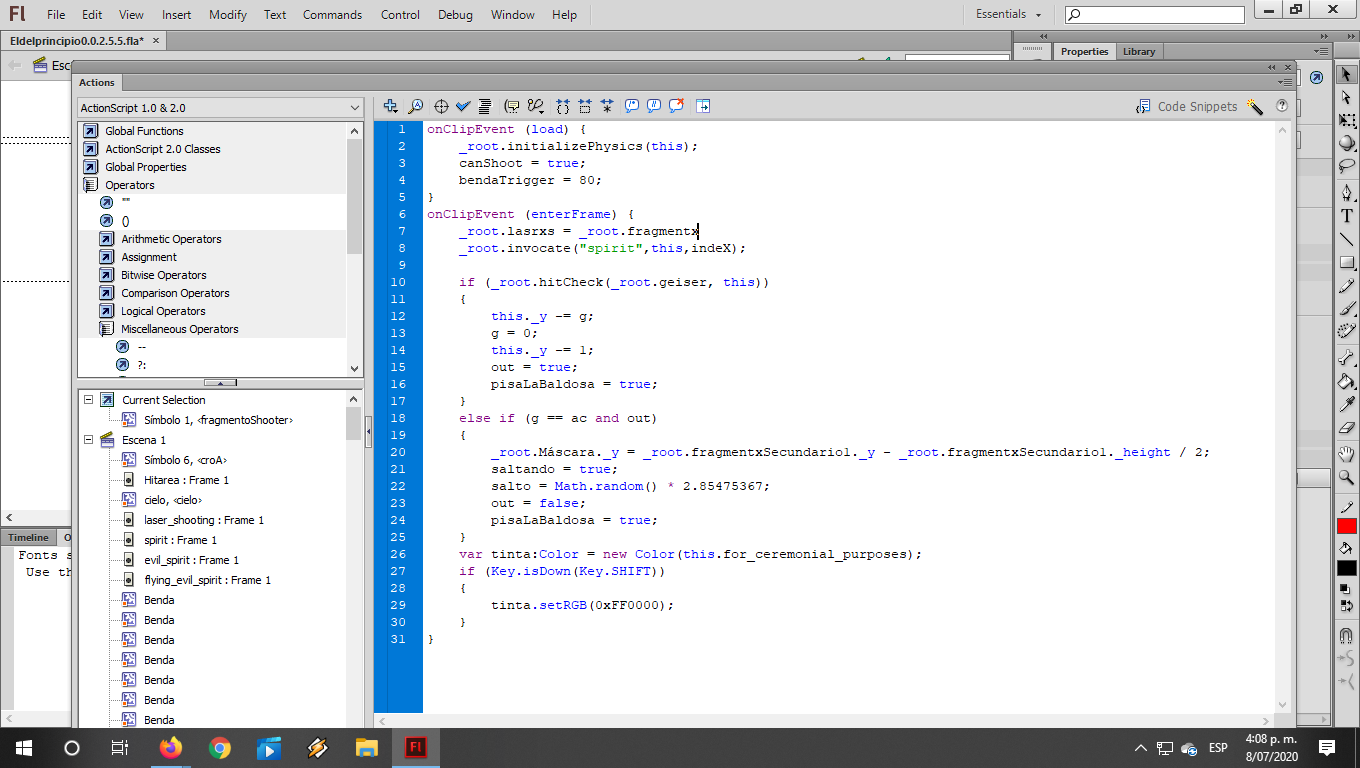 Fl File Edit View Insert Modify Text Commands Control Debug Window Help Essentials
Eldelprincipio0.0.2.5.5.fla* ×
Properties Library
Esc
Actions
ActionScript 1.0 & 2.0
Code Snippets
Global Functions
ActionScript 2.0 Classes
Global Properties
Operators
""
()
Arithmetic Operators
Assignment
Bitwise Operators
Comparison Operators
Logical Operators
Miscellaneous Operators
--
?:
Current Selection
Símbolo 1, <fragmentoShooter>
Escena 1
Símbolo 6, <croA>
Hitarea : Frame 1
cielo, <cielo>
laser_shooting : Frame 1
spirit : Frame 1
evil_spirit : Frame 1
flying_evil_spirit : Frame 1
Benda
Benda
Benda
Benda
Benda
Benda
Benda
1 onClipEvent (load) {
2 _root.initializePhysics(this);
3 canShoot = true;
4 bendaTrigger = 80;
5 }
6 onClipEvent (enterFrame) {
7 _root.lasrxs = _root.fragmentx
8 _root.invocate("spirit",this,indeX);
9
10 if (_root.hitCheck(_root.geiser, this))
11 {
12 this._y -= g;
13 g = 0;
14 this._y -= 1;
15 out = true;
16 pisaLaBaldosa = true;
17 }
18 else if (g == ac and out)
19 {
20 _root.Máscara._y = _root.fragmentxSecundario1._y - _root.fragmentxSecundario1._height / 2;
21 saltando = true;
22 salto = Math.random() * 2.85475367;
23 out = false;
24 pisaLaBaldosa = true;
25 }
26 var tinta:Color = new Color(this.for_ceremonial_purposes);
27 if (Key.isDown(Key.SHIFT))
28 {
29 tinta.setRGB(0xFF0000);
30 }
31 }
Timeline O
Fonts s
Use th
Fl
ESP
4:08 p. m.
8/07/2020